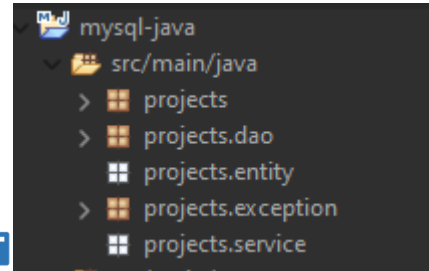 mysql-java
src/main/java
projects
projects.dao
projects.entity
projects.exception
projects.service